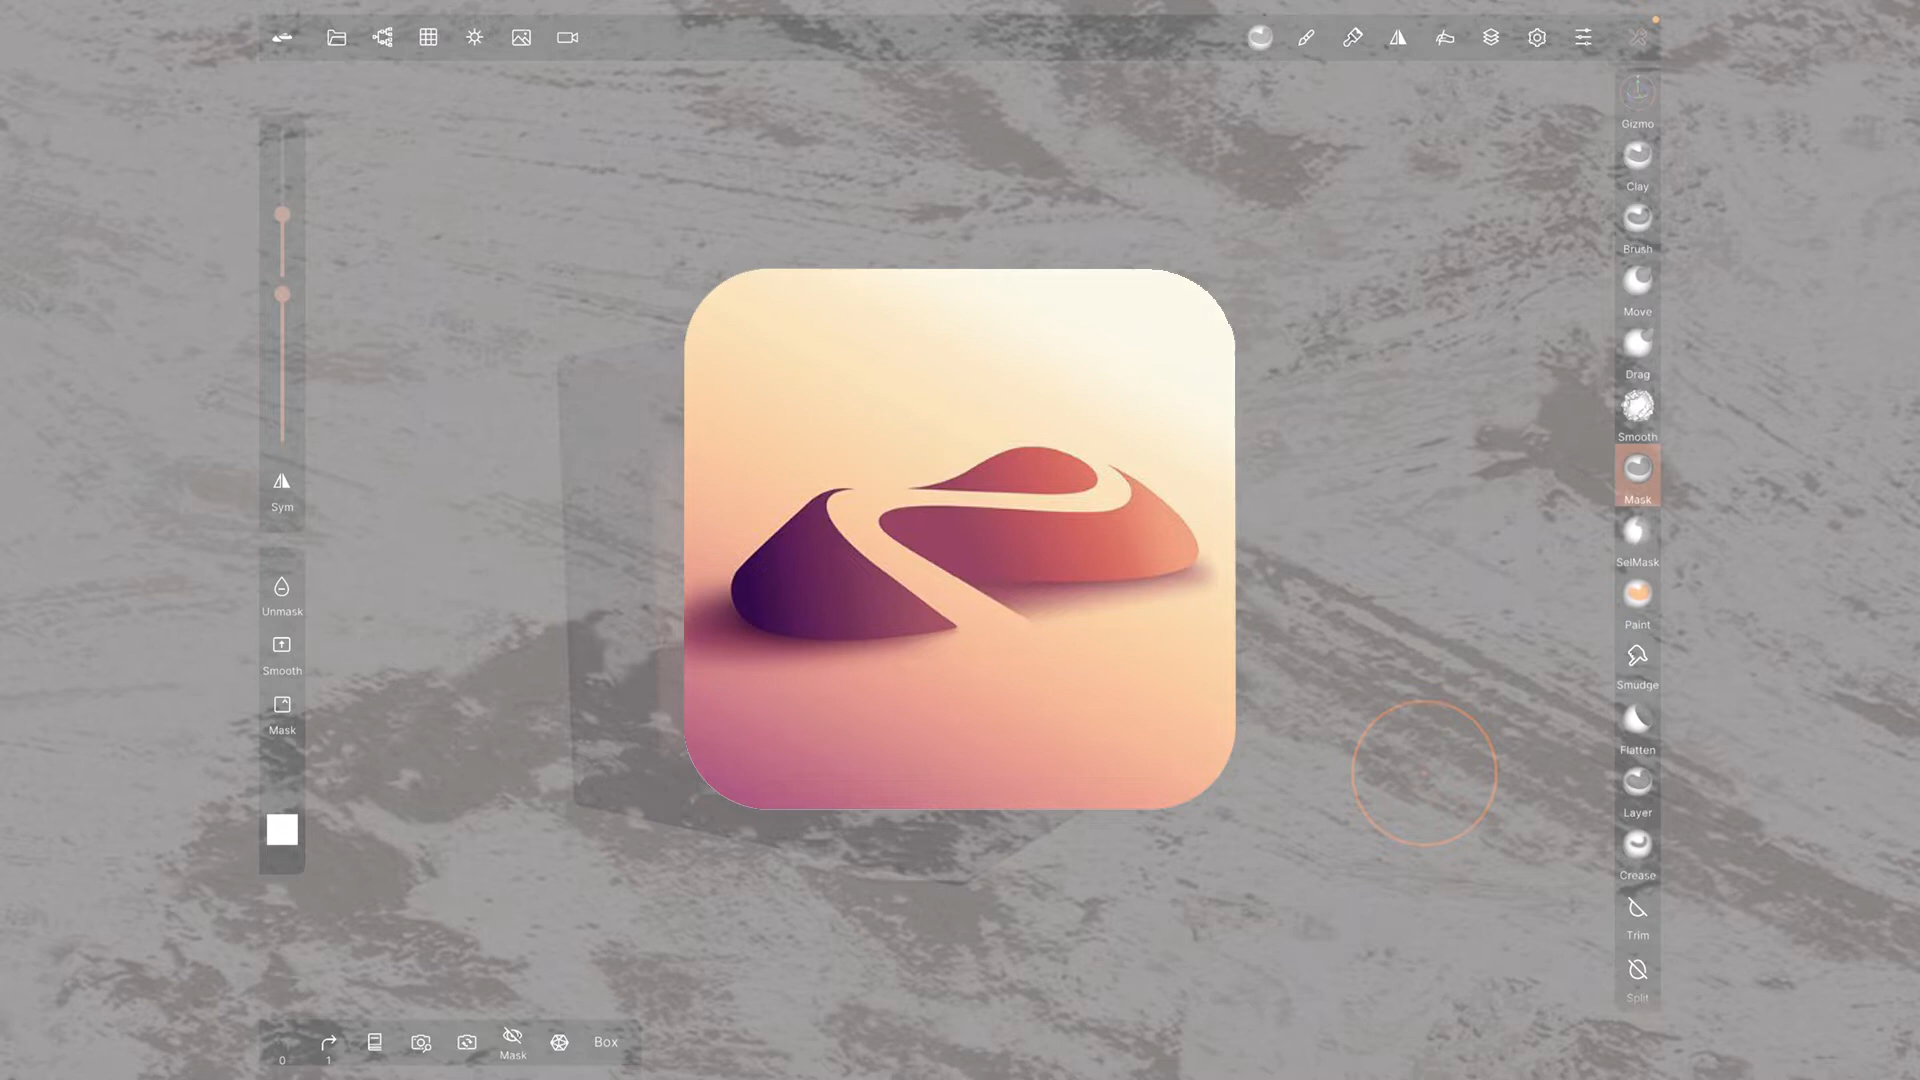 Gizmo
Clay
Brush
Move
Drag
Smooth
Mask
SelMask
Paint
Smudge
Flatten
Layer
Crease
Trim
Split
Sym
Unmask
Smooth
Mask
0
1
Mask
Box